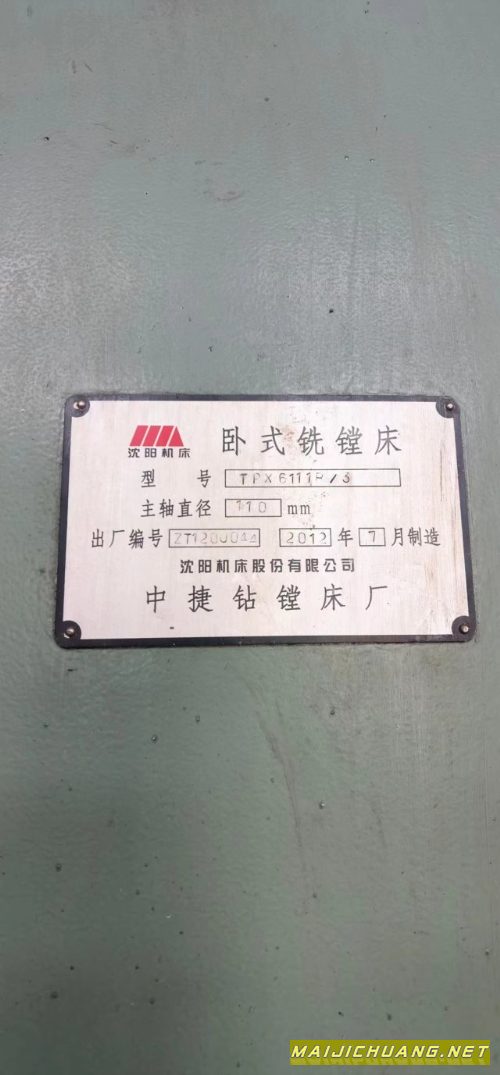 沈阳机床
卧式铣镗床
型号 TPX6111B/3
主轴直径 110 mm
出厂编号 ZT1200044 2012 年 7 月制造
沈阳机床股份有限公司
中捷钻镗床厂
MAIJICHUANG.NET